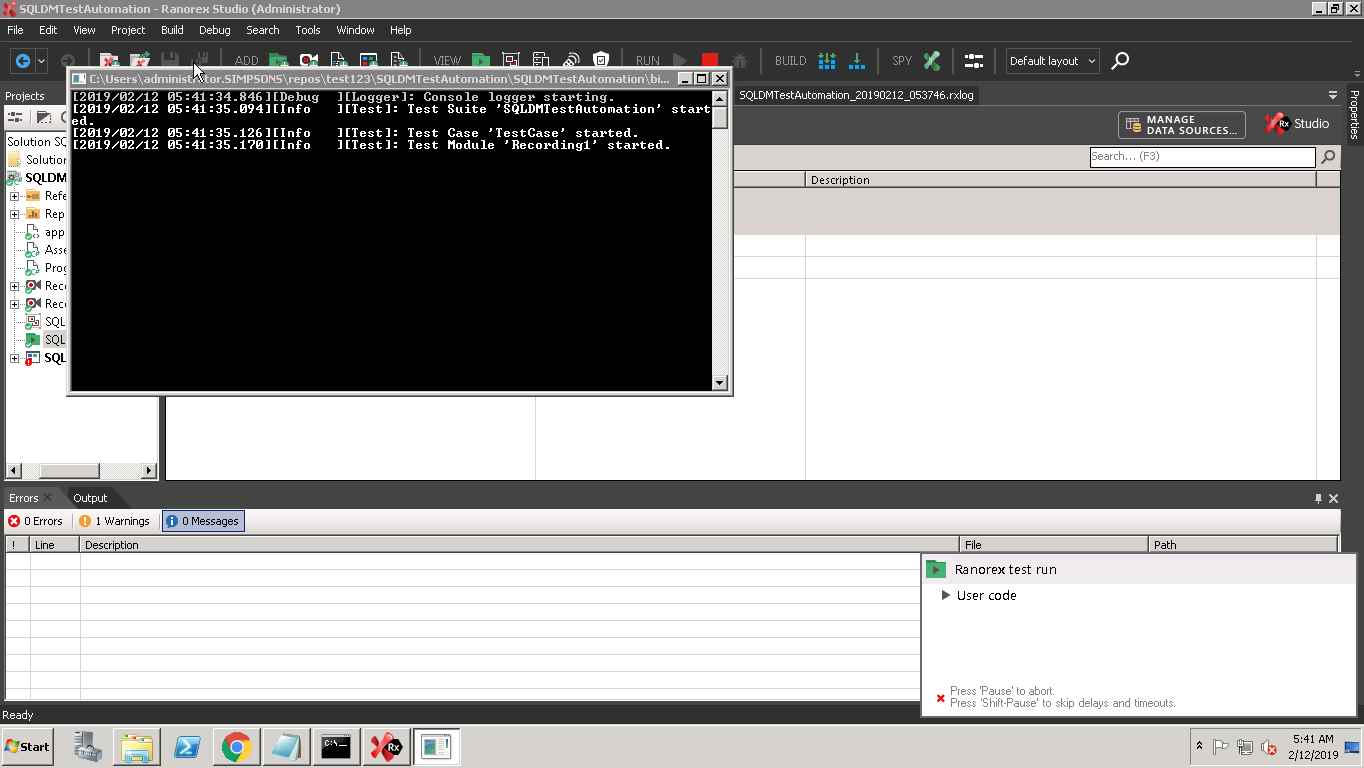 SQLDMTestAutomation - Ranorex Studio (Administrator)
File Edit View Project Build Debug Search Tools Window Help
ADD VIEW RUN BUILD SPY Default layout
C:\Users\administrator.SIMPSONS\repos\test123\SQLDMTestAutomation\SQLDMTestAutomation\bi...
[2019/02/12 05:41:34.846][Debug ][Logger]: Console logger starting.
[2019/02/12 05:41:35.094][Info ][Test]: Test Suite 'SQLDMTestAutomation' start
ed.
[2019/02/12 05:41:35.126][Info ][Test]: Test Case 'TestCase' started.
[2019/02/12 05:41:35.170][Info ][Test]: Test Module 'Recording1' started.
Projects
SQLDMTestAutomation_20190212_053746.rxlog
Properties
MANAGE
DATA SOURCES...
Rx Studio
Search... (F3)
Description
Solution SQ
Solution
SQLDM
Refe
Rep
app
Asse
Prog
Reco
Reco
SQL
SQL
SQL
Errors Output
0 Errors 1 Warnings 0 Messages
! Line Description File Path
Ranorex test run
User code
Press 'Pause' to abort.
Press 'Shift-Pause' to skip delays and timeouts.
Ready
Start
C:\_
Rx
5:41 AM
2/12/2019